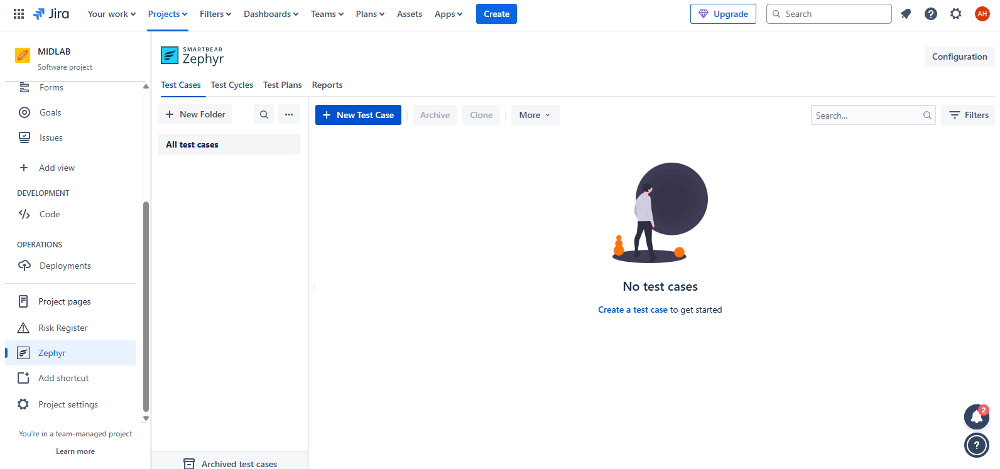 Jira Your work Projects Filters Dashboards Teams Plans Assets Apps Create Upgrade Search AH
MIDLAB
Software project
Forms
Goals
Issues
Add view
DEVELOPMENT
Code
OPERATIONS
Deployments
Project pages
Risk Register
Zephyr
Add shortcut
Project settings
You're in a team-managed project
Learn more
SMARTBEAR
Zephyr
Configuration
Test Cases Test Cycles Test Plans Reports
New Folder
All test cases
Archived test cases
New Test Case Archive Clone More Search... Filters
No test cases
Create a test case to get started
2
?